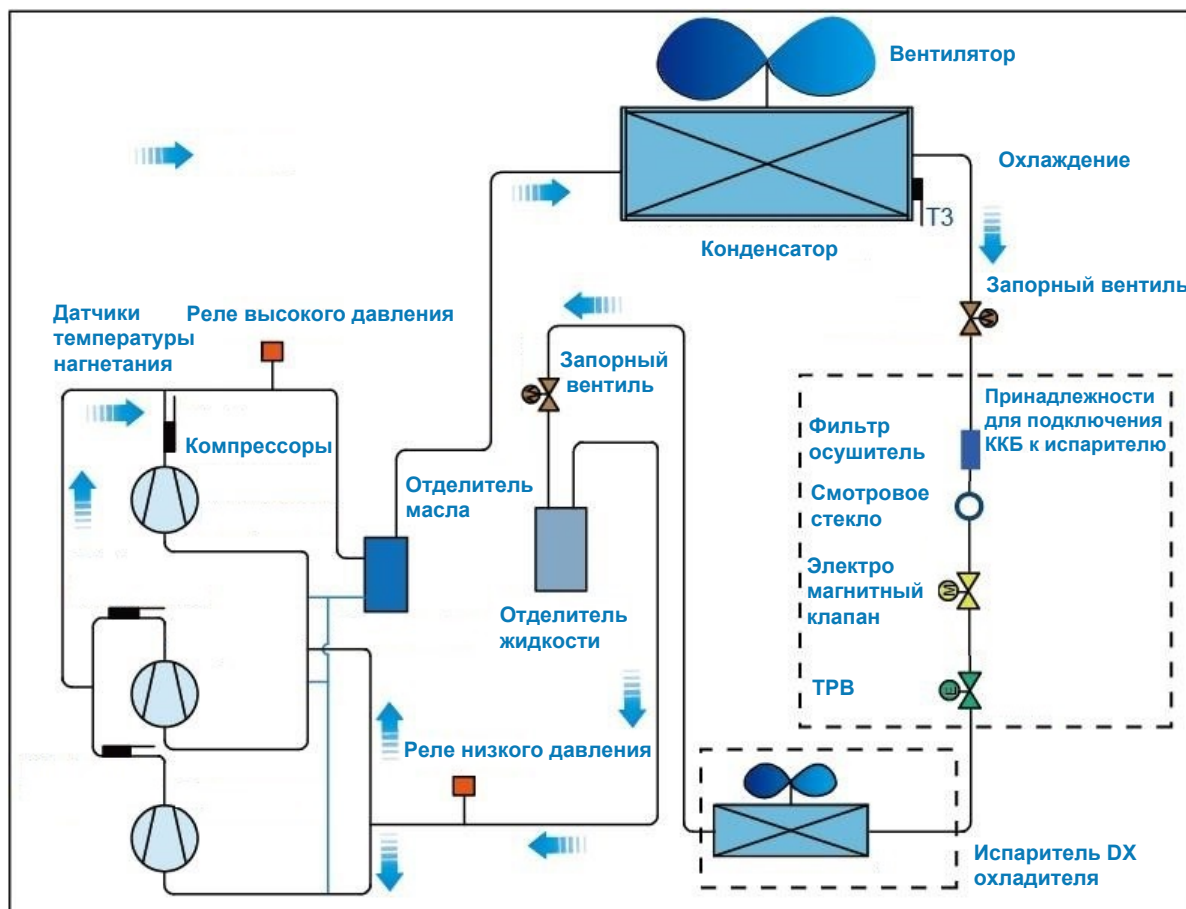 Вентилятор
Охлаждение
T3
Конденсатор
Запорный вентиль
Датчики
температуры
нагнетания
Реле высокого давления
Запорный
вентиль
Принадлежности
для подключения
ККБ к испарителю
Фильтр
осушитель
Компрессоры
Отделитель
масла
Смотровое
стекло
Электро
магнитный
клапан
M
Отделитель
жидкости
ТРВ
E
Реле низкого давления
Испаритель DX
охладителя